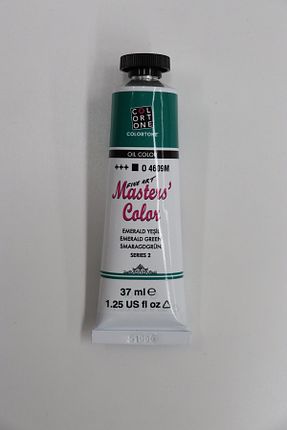 COL
ORT
ONE
COLORTONE
OIL COLOR
+++ ■ O 4609M
FINE ART
Masters'
Color
EMERALD YEŞİL
EMERALD GREEN
SMARAGDGRÜN
SERIES 2
37 ml ℮
1.25 US fl oz